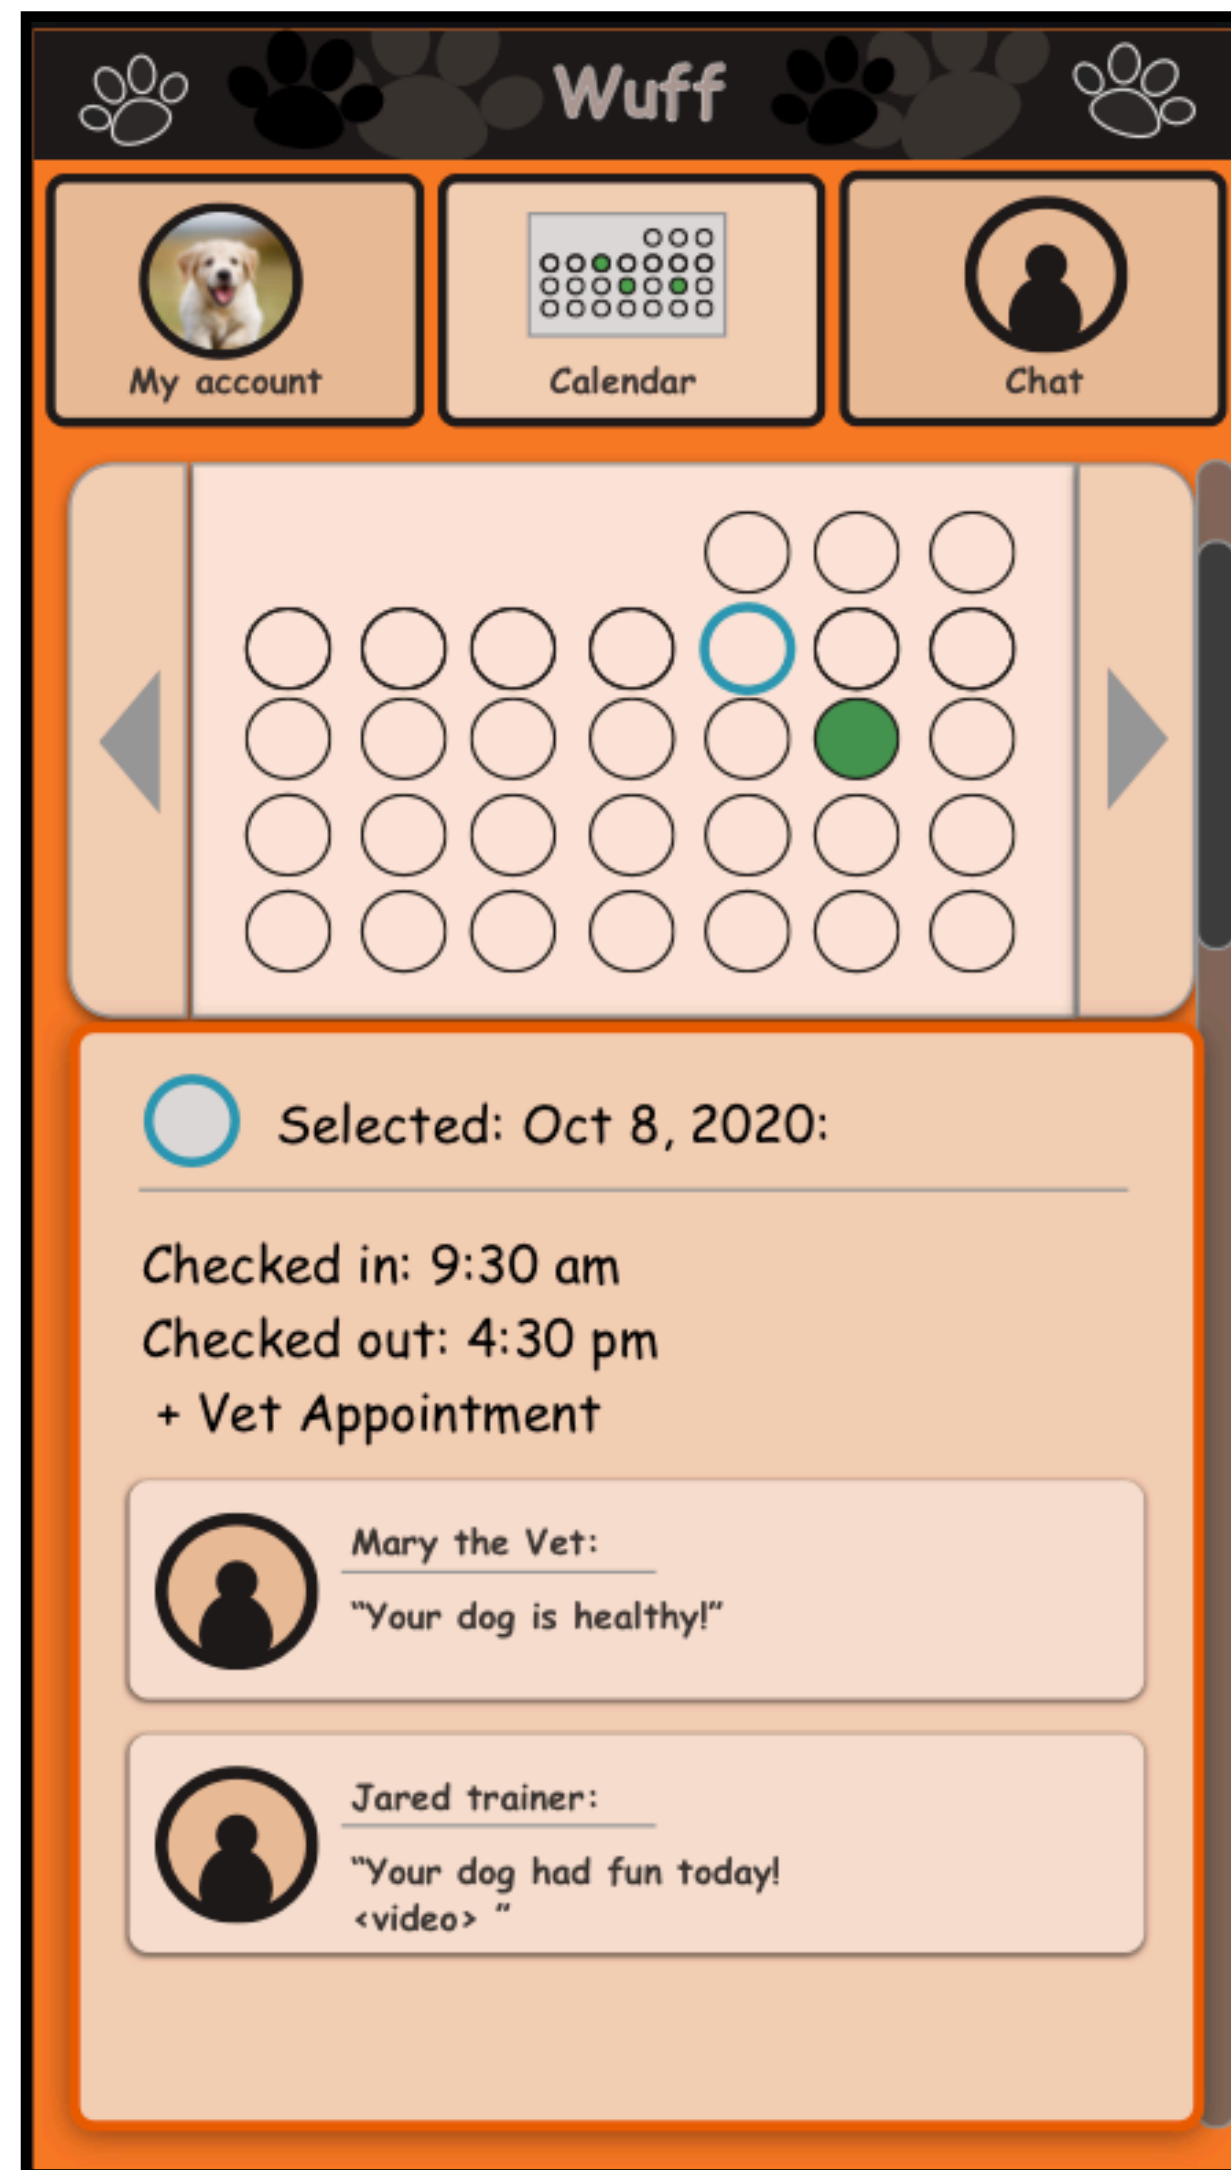 Wuff
My account
Calendar
Chat
Selected: Oct 8, 2020:
Checked in: 9:30 am
Checked out: 4:30 pm
+ Vet Appointment
Mary the Vet:
“Your dog is healthy!”
Jared trainer:
“Your dog had fun today!
<video> ”